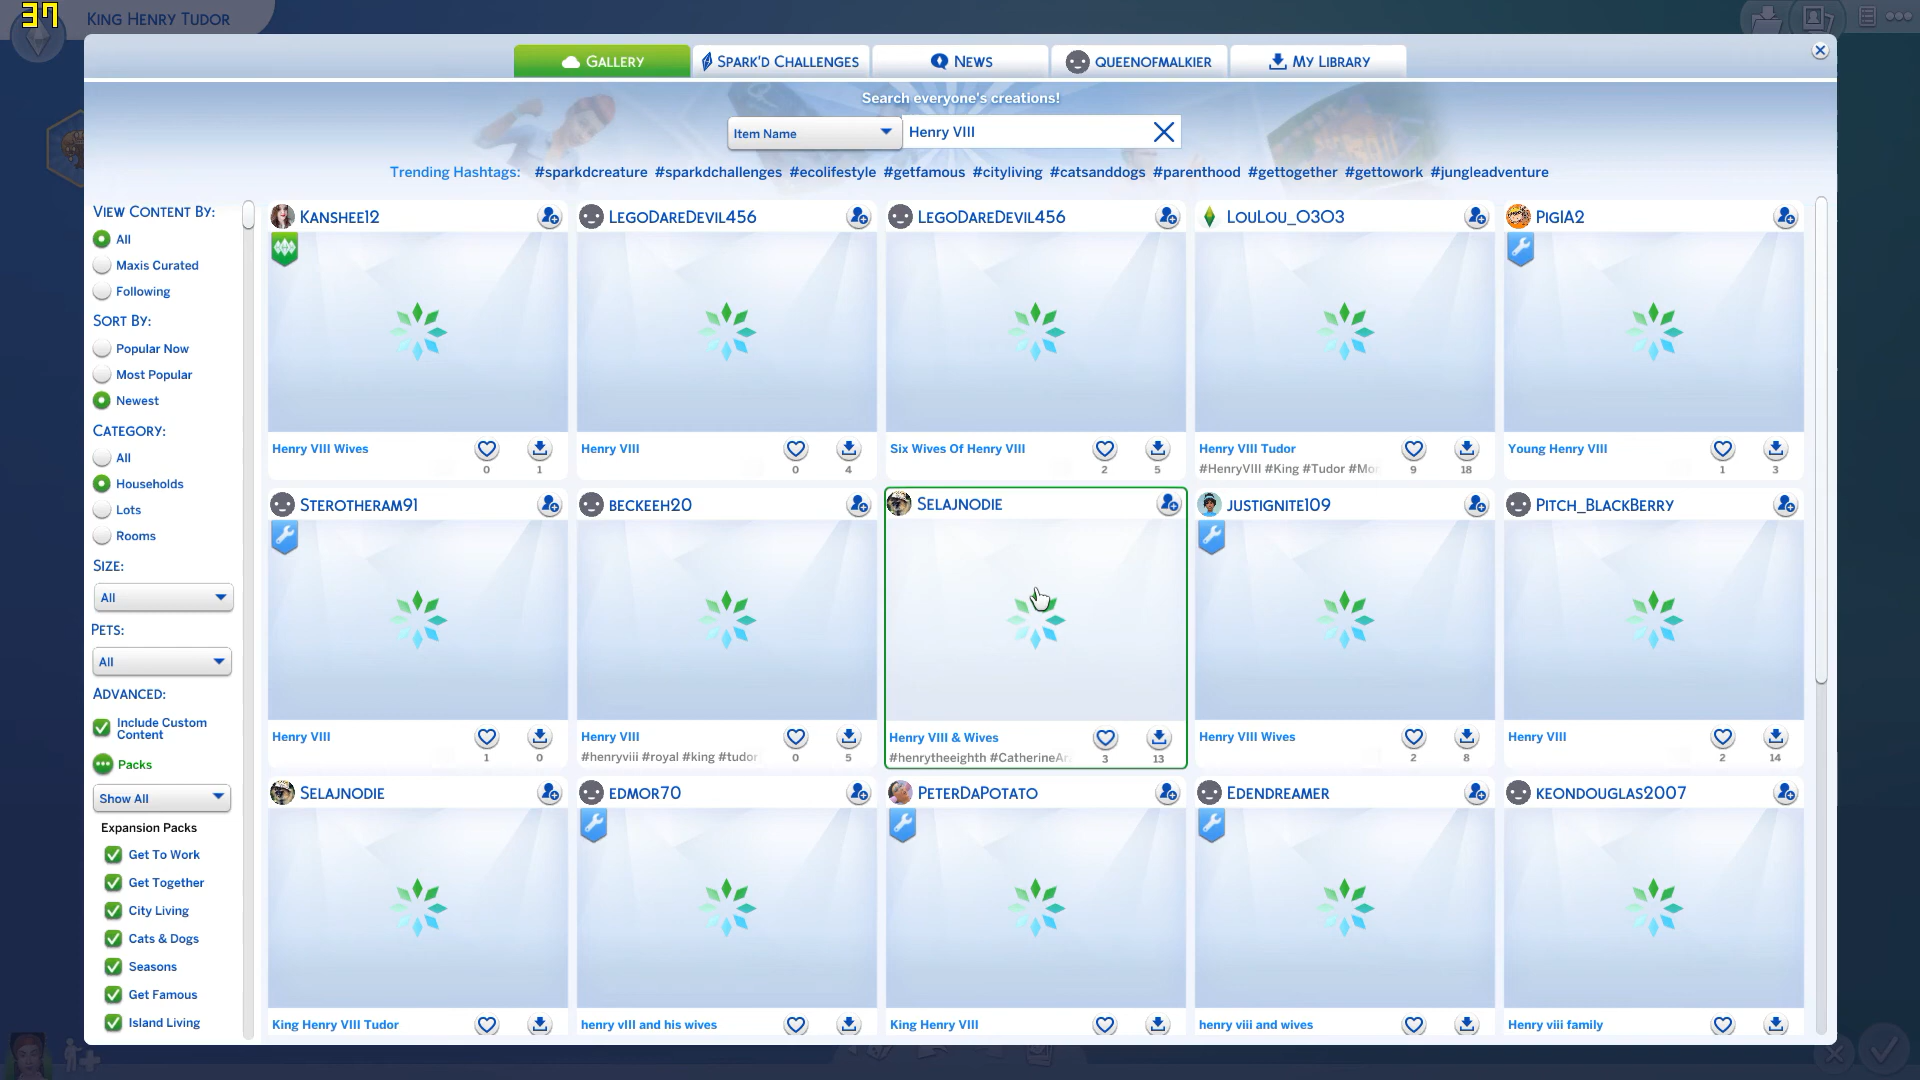 37
KING HENRY TUDOR
GALLERY
SPARK'D CHALLENGES
NEWS
QUEENOFMALKIER
MY LIBRARY
Search everyone's creations!
Item Name
Henry VIII
Trending Hashtags: #sparkdcreature #sparkdchallenges #ecolifestyle #getfamous #cityliving #catsanddogs #parenthood #gettogether #gettowork #jungleadventure
VIEW CONTENT BY:
All
Maxis Curated
Following
SORT BY:
Popular Now
Most Popular
Newest
CATEGORY:
All
Households
Lots
Rooms
SIZE:
All
PETS:
All
ADVANCED:
Include Custom
Content
Packs
Show All
Expansion Packs
Get To Work
Get Together
City Living
Cats & Dogs
Seasons
Get Famous
Island Living
KANSHEE12
Henry VIII Wives
0
1
LEGODAREDEVIL456
Henry VIII
0
4
LEGODAREDEVIL456
Six Wives Of Henry VIII
2
5
LOULOU_0303
Henry VIII Tudor
#HenryVIII #King #Tudor #Mon
9
18
PIGIA2
Young Henry VIII
1
3
STEROTHERAM91
Henry VIII
1
0
BECKEEH20
Henry VIII
#henryviii #royal #king #tudor
0
5
SELAJNODIE
Henry VIII & Wives
#henrytheeighth #CatherineAr
3
13
JUSTIGNITE109
Henry VIII Wives
2
8
PITCH_BLACKBERRY
Henry VIII
2
14
SELAJNODIE
King Henry VIII Tudor
EDMOR70
henry vIII and his wives
PETERDAPOTATO
King Henry VIII
EDENDREAMER
henry viii and wives
KEONDOUGLAS2007
Henry viii family